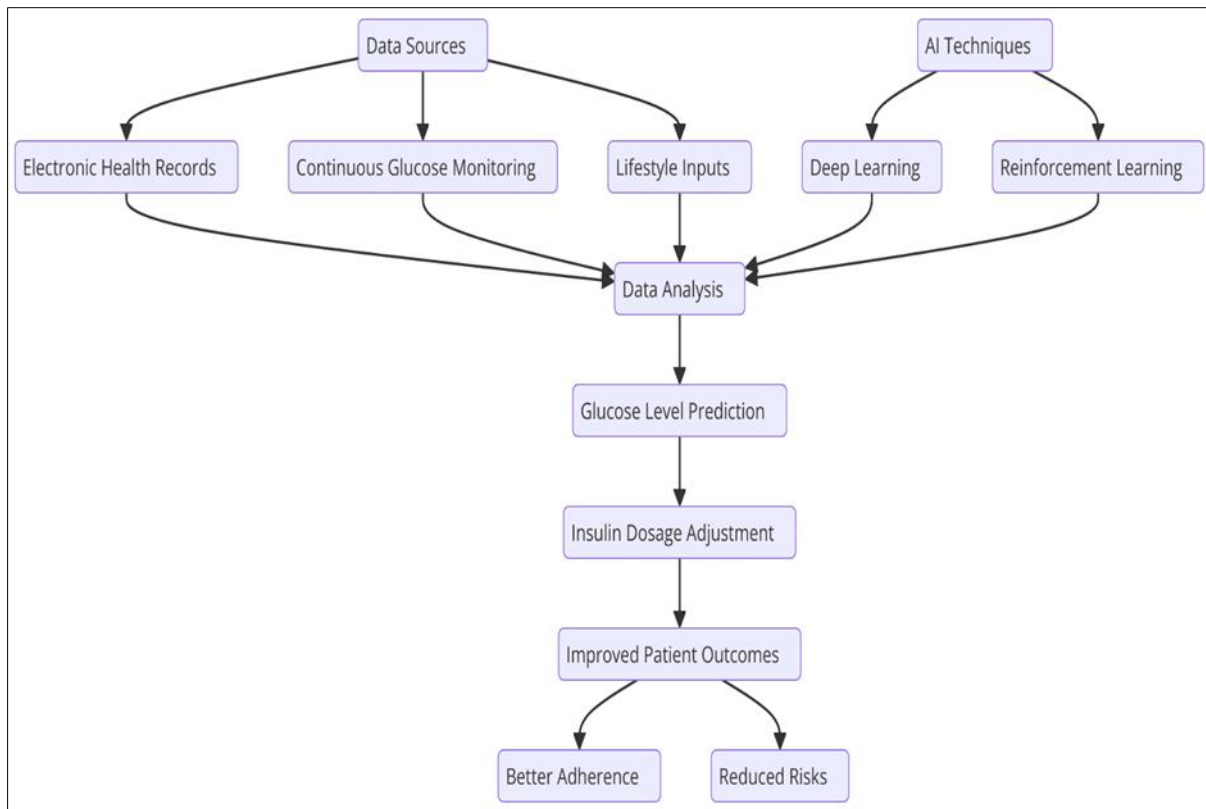 Data Sources
AI Techniques
Electronic Health Records
Continuous Glucose Monitoring
Lifestyle Inputs
Deep Learning
Reinforcement Learning
Data Analysis
Glucose Level Prediction
Insulin Dosage Adjustment
Improved Patient Outcomes
Better Adherence
Reduced Risks